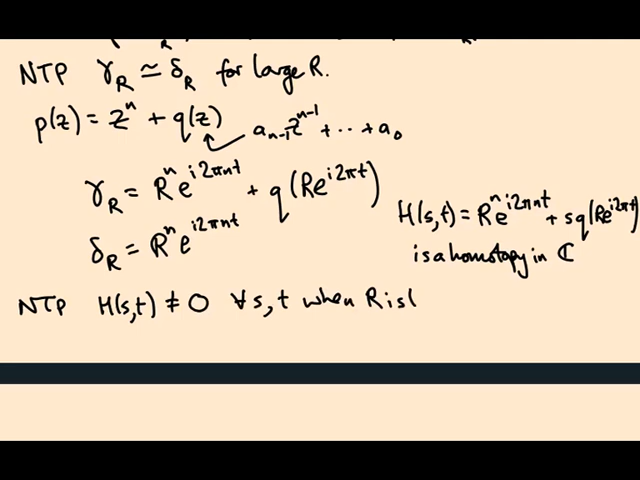 NTP γ_R ≃ δ_R for large R.
p(z) = z^n + q(z)
a_{n-1}z^{n-1} + ·· + a_0
γ_R = R^n e^{i2πnt} + q(Re^{i2πt})
δ_R = R^n e^{i2πnt}
H(s,t) = R^n e^{i2πnt} + sq(Re^{i2πt})
is a homotopy in ℂ
NTP H(s,t) ≠ 0 ∀s,t when R is l